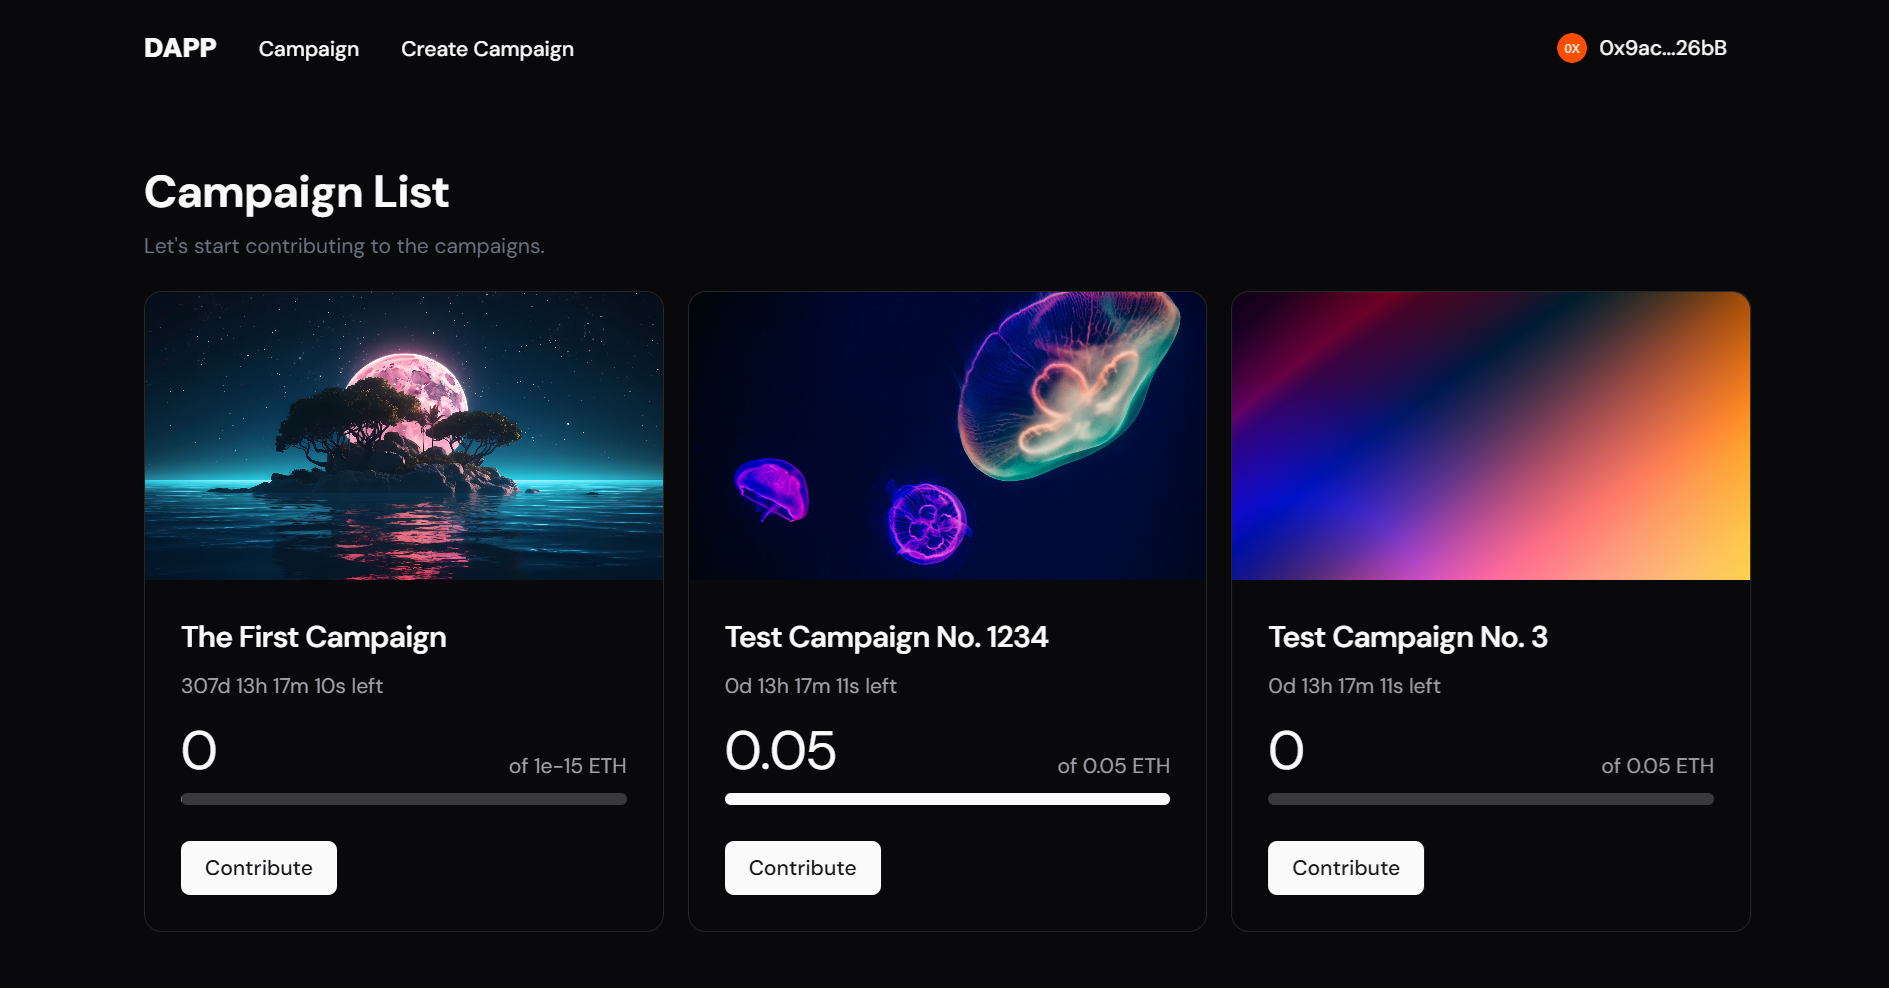 DAPP Campaign Create Campaign 0X 0x9ac...26bB
Campaign List
Let's start contributing to the campaigns.
The First Campaign
307d 13h 17m 10s left
0 of 1e-15 ETH
Contribute
Test Campaign No. 1234
0d 13h 17m 11s left
0.05 of 0.05 ETH
Contribute
Test Campaign No. 3
0d 13h 17m 11s left
0 of 0.05 ETH
Contribute